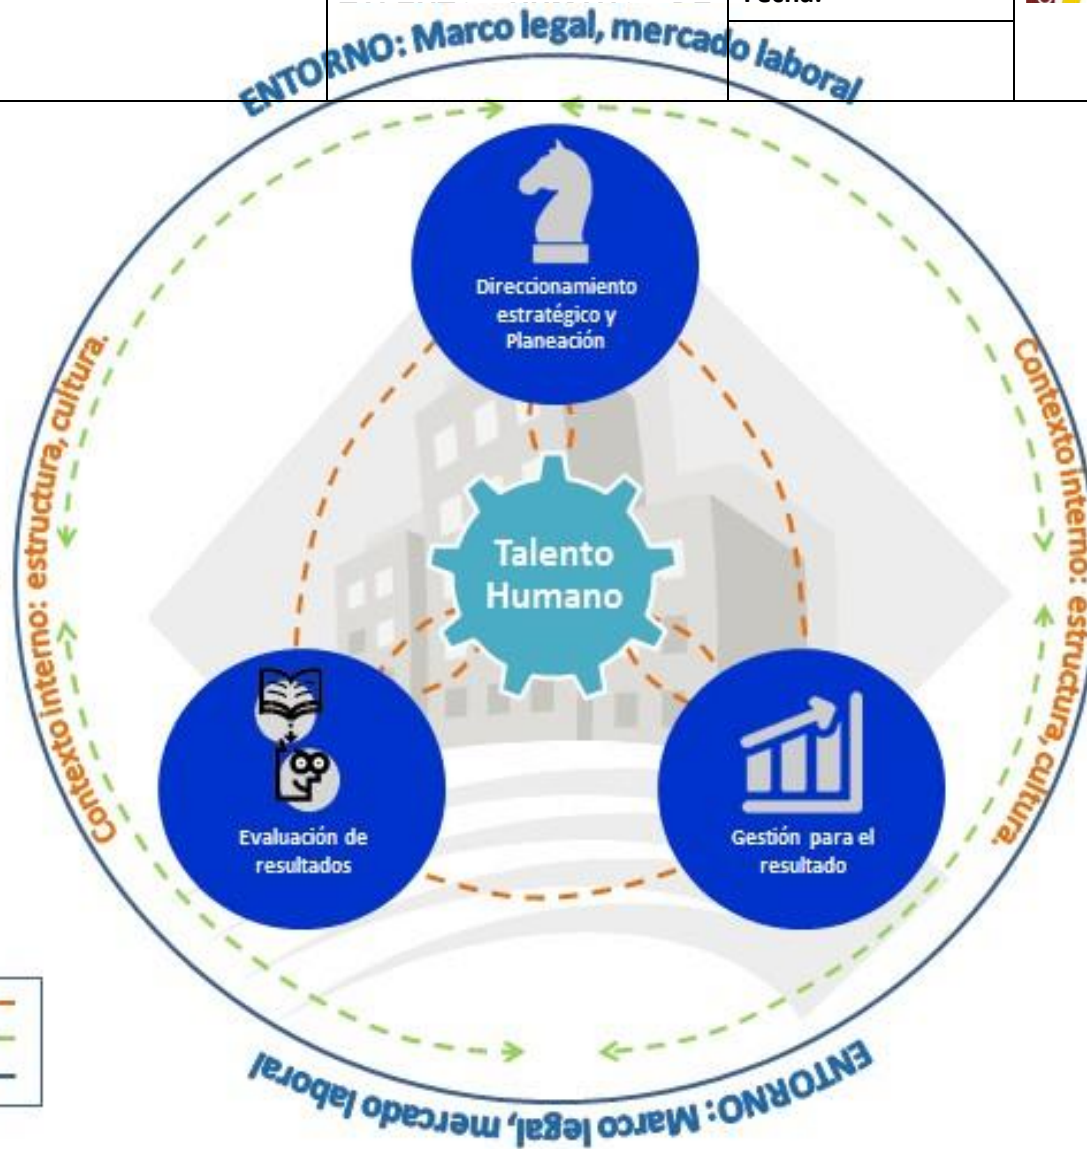 Fecha:
ENTORNO: Marco legal, mercado laboral
Direccionamiento
estratégico y
Planeación
Contexto interno: estructura, cultura.
Contexto interno: estructura, cultura.
Talento
Humano
Evaluación de
resultados
Gestión para el
resultado
ENTORNO: Marco legal, mercado laboral